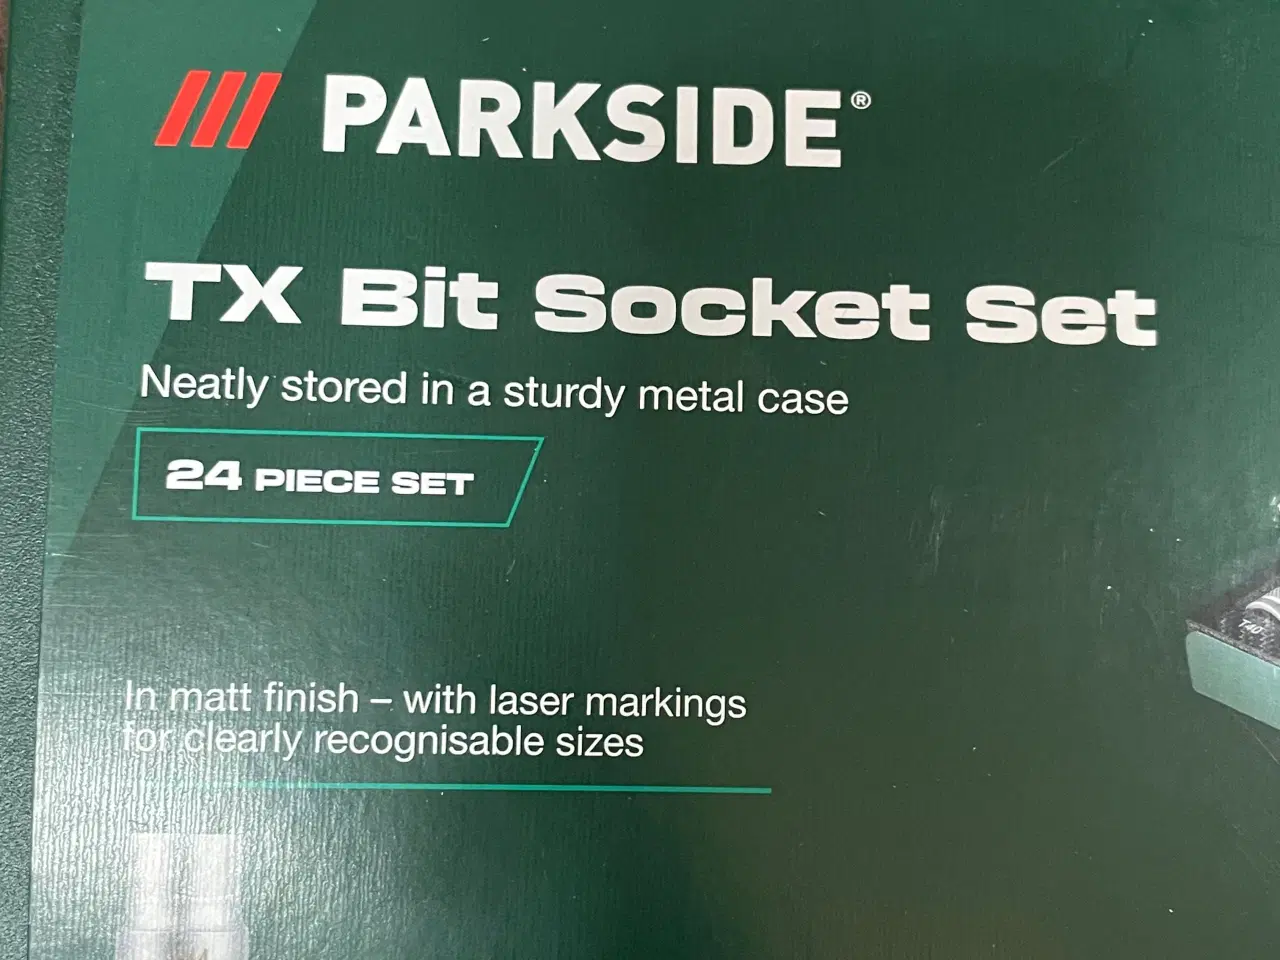 PARKSIDE®
TX Bit Socket Set
Neatly stored in a sturdy metal case
24 PIECE SET
T40
In matt finish – with laser markings
for clearly recognisable sizes